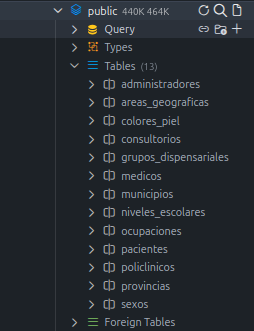 public 440K 464K
Query
Types
Tables (13)
administradores
areas_geograficas
colores_piel
consultorios
grupos_dispensariales
medicos
municipios
niveles_escolares
ocupaciones
pacientes
policlinicos
provincias
sexos
Foreign Tables